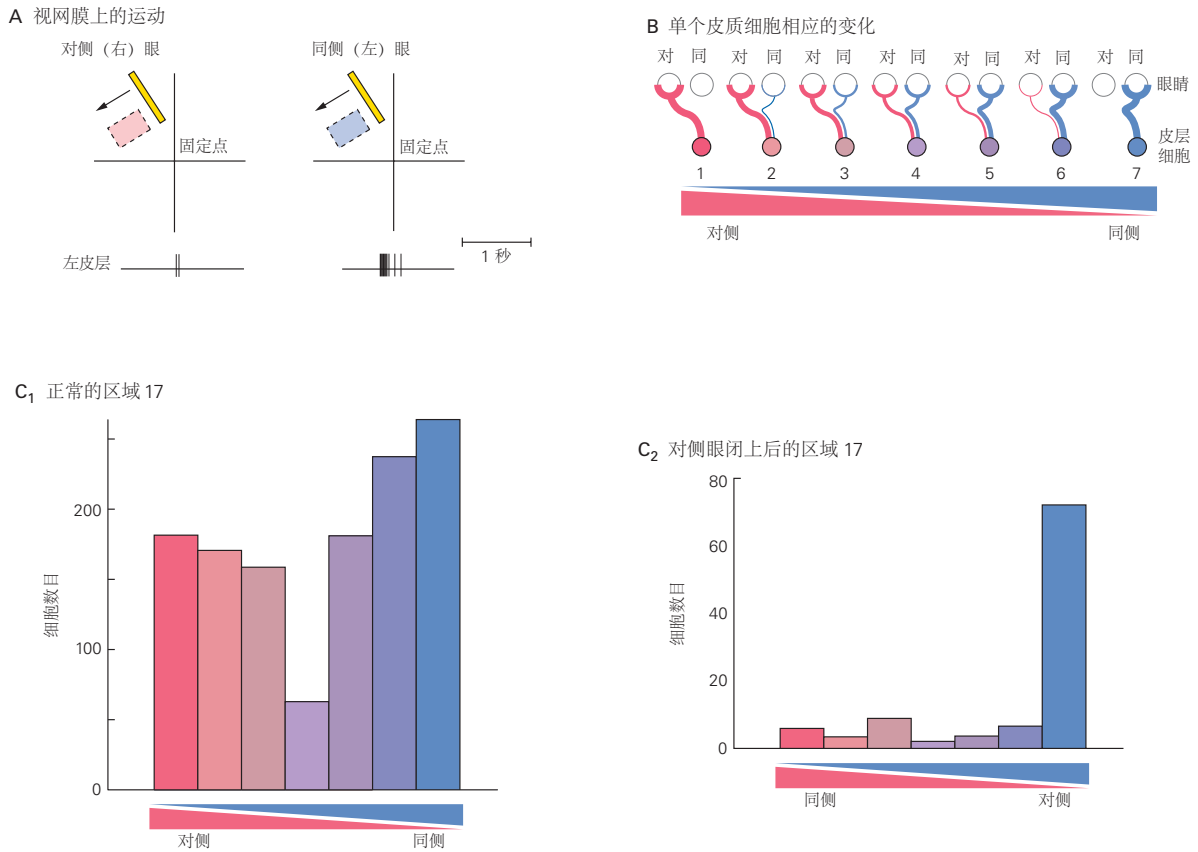 A 视网膜上的运动
对侧（右）眼
同侧（左）眼
固定点
固定点
左皮层
1 秒
B 单个皮质细胞相应的变化
对 同 对 同 对 同 对 同 对 同 对 同 对 同
眼睛
皮层
细胞
1 2 3 4 5 6 7
对侧
同侧
C1 正常的区域 17
细胞数目
200
100
0
对侧
同侧
C2 对侧眼闭上后的区域 17
细胞数目
80
60
40
20
0
同侧
对侧